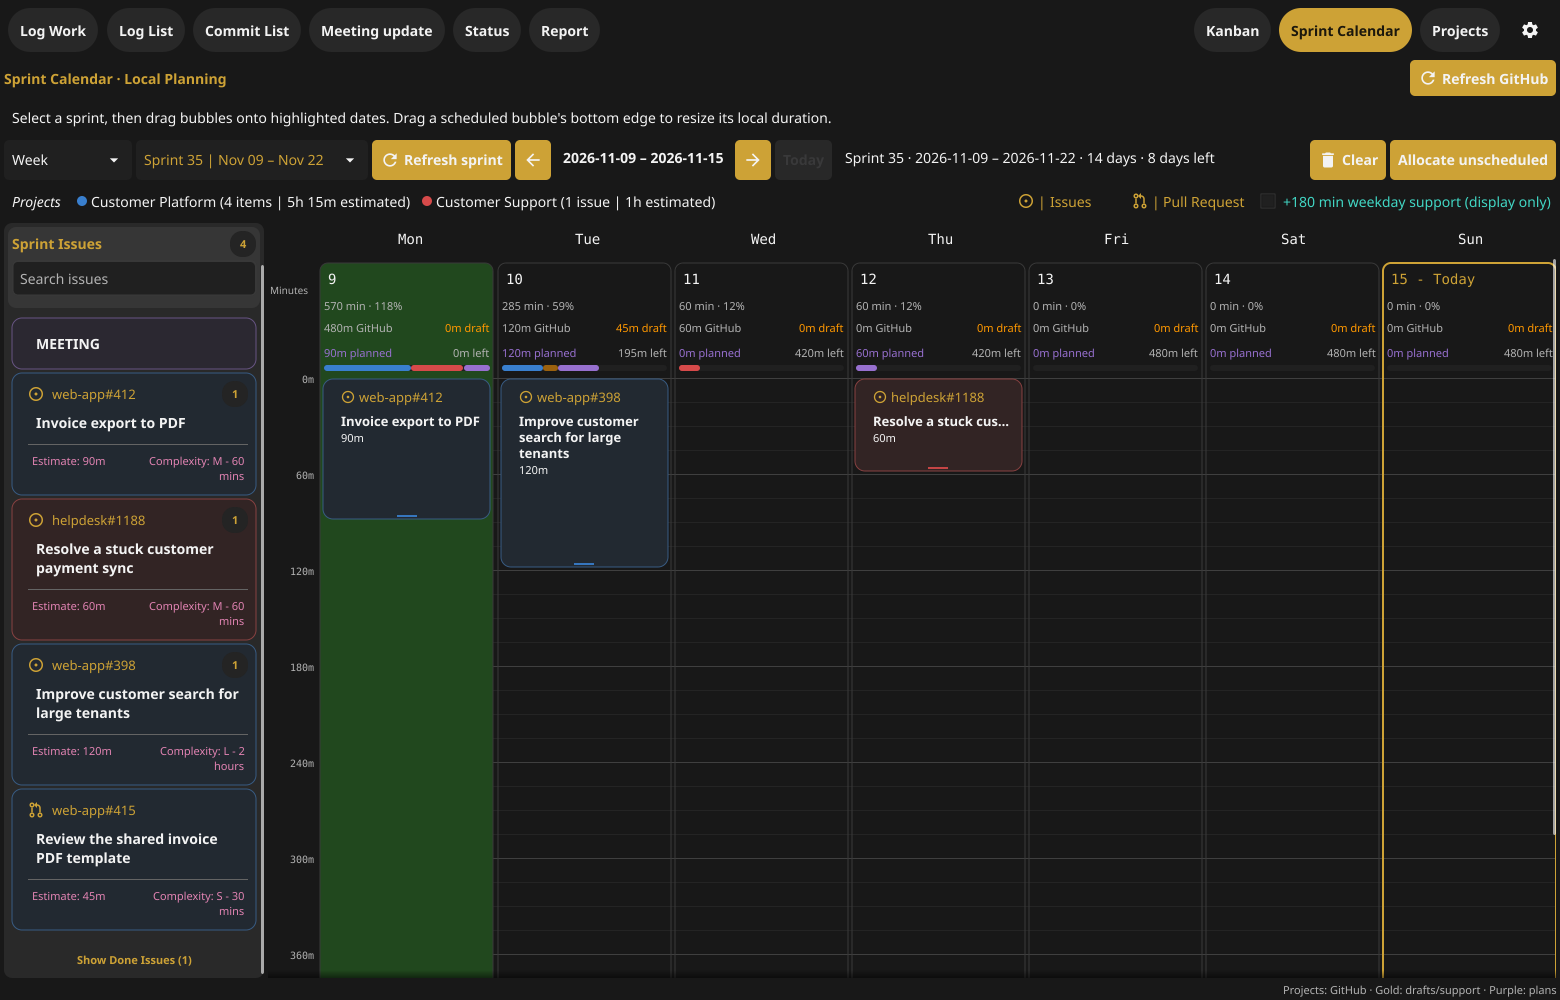 Log Work
Log List
Commit List
Meeting update
Status
Report
Kanban
Sprint Calendar
Projects
Sprint Calendar · Local Planning
Refresh GitHub
Select a sprint, then drag bubbles onto highlighted dates. Drag a scheduled bubble's bottom edge to resize its local duration.
Week
Sprint 35 | Nov 09 – Nov 22
Refresh sprint
2026-11-09 – 2026-11-15
Today
Sprint 35 · 2026-11-09 – 2026-11-22 · 14 days · 8 days left
Clear
Allocate unscheduled
Projects
Customer Platform (4 items | 5h 15m estimated)
Customer Support (1 issue | 1h estimated)
| Issues
| Pull Request
+180 min weekday support (display only)
Sprint Issues
4
Search issues
MEETING
web-app#412
1
Invoice export to PDF
Estimate: 90m
Complexity: M - 60
mins
helpdesk#1188
1
Resolve a stuck customer
payment sync
Estimate: 60m
Complexity: M - 60
mins
web-app#398
1
Improve customer search for
large tenants
Estimate: 120m
Complexity: L - 2
hours
web-app#415
Review the shared invoice
PDF template
Estimate: 45m
Complexity: S - 30
mins
Show Done Issues (1)
Mon
Tue
Wed
Thu
Fri
Sat
Sun
Minutes
9
570 min · 118%
480m GitHub
0m draft
90m planned
0m left
10
285 min · 59%
120m GitHub
45m draft
120m planned
195m left
11
60 min · 12%
60m GitHub
0m draft
0m planned
420m left
12
60 min · 12%
0m GitHub
0m draft
60m planned
420m left
13
0 min · 0%
0m GitHub
0m draft
0m planned
480m left
14
0 min · 0%
0m GitHub
0m draft
0m planned
480m left
15 - Today
0 min · 0%
0m GitHub
0m draft
0m planned
480m left
0m
60m
120m
180m
240m
300m
360m
web-app#412
Invoice export to PDF
90m
web-app#398
Improve customer
search for large
tenants
120m
helpdesk#1188
Resolve a stuck cus...
60m
Projects: GitHub · Gold: drafts/support · Purple: plans